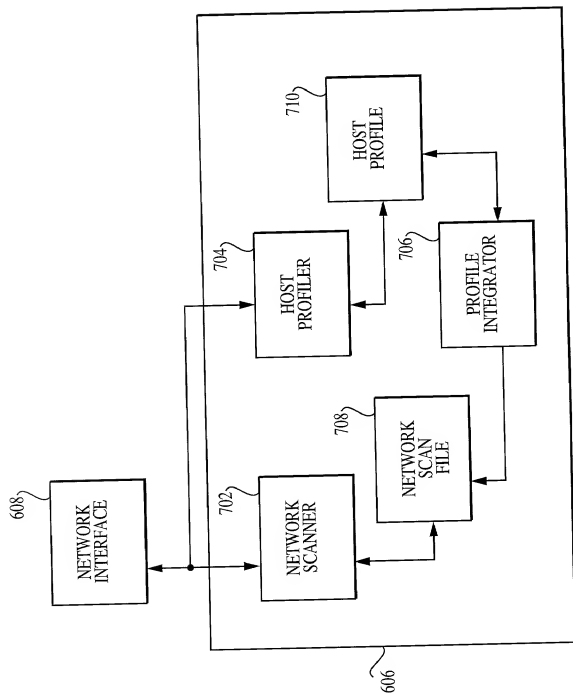 608
NETWORK
INTERFACE
606
702
NETWORK
SCANNER
704
HOST
PROFILER
710
HOST
PROFILE
708
NETWORK
SCAN
FILE
706
PROFILE
INTEGRATOR